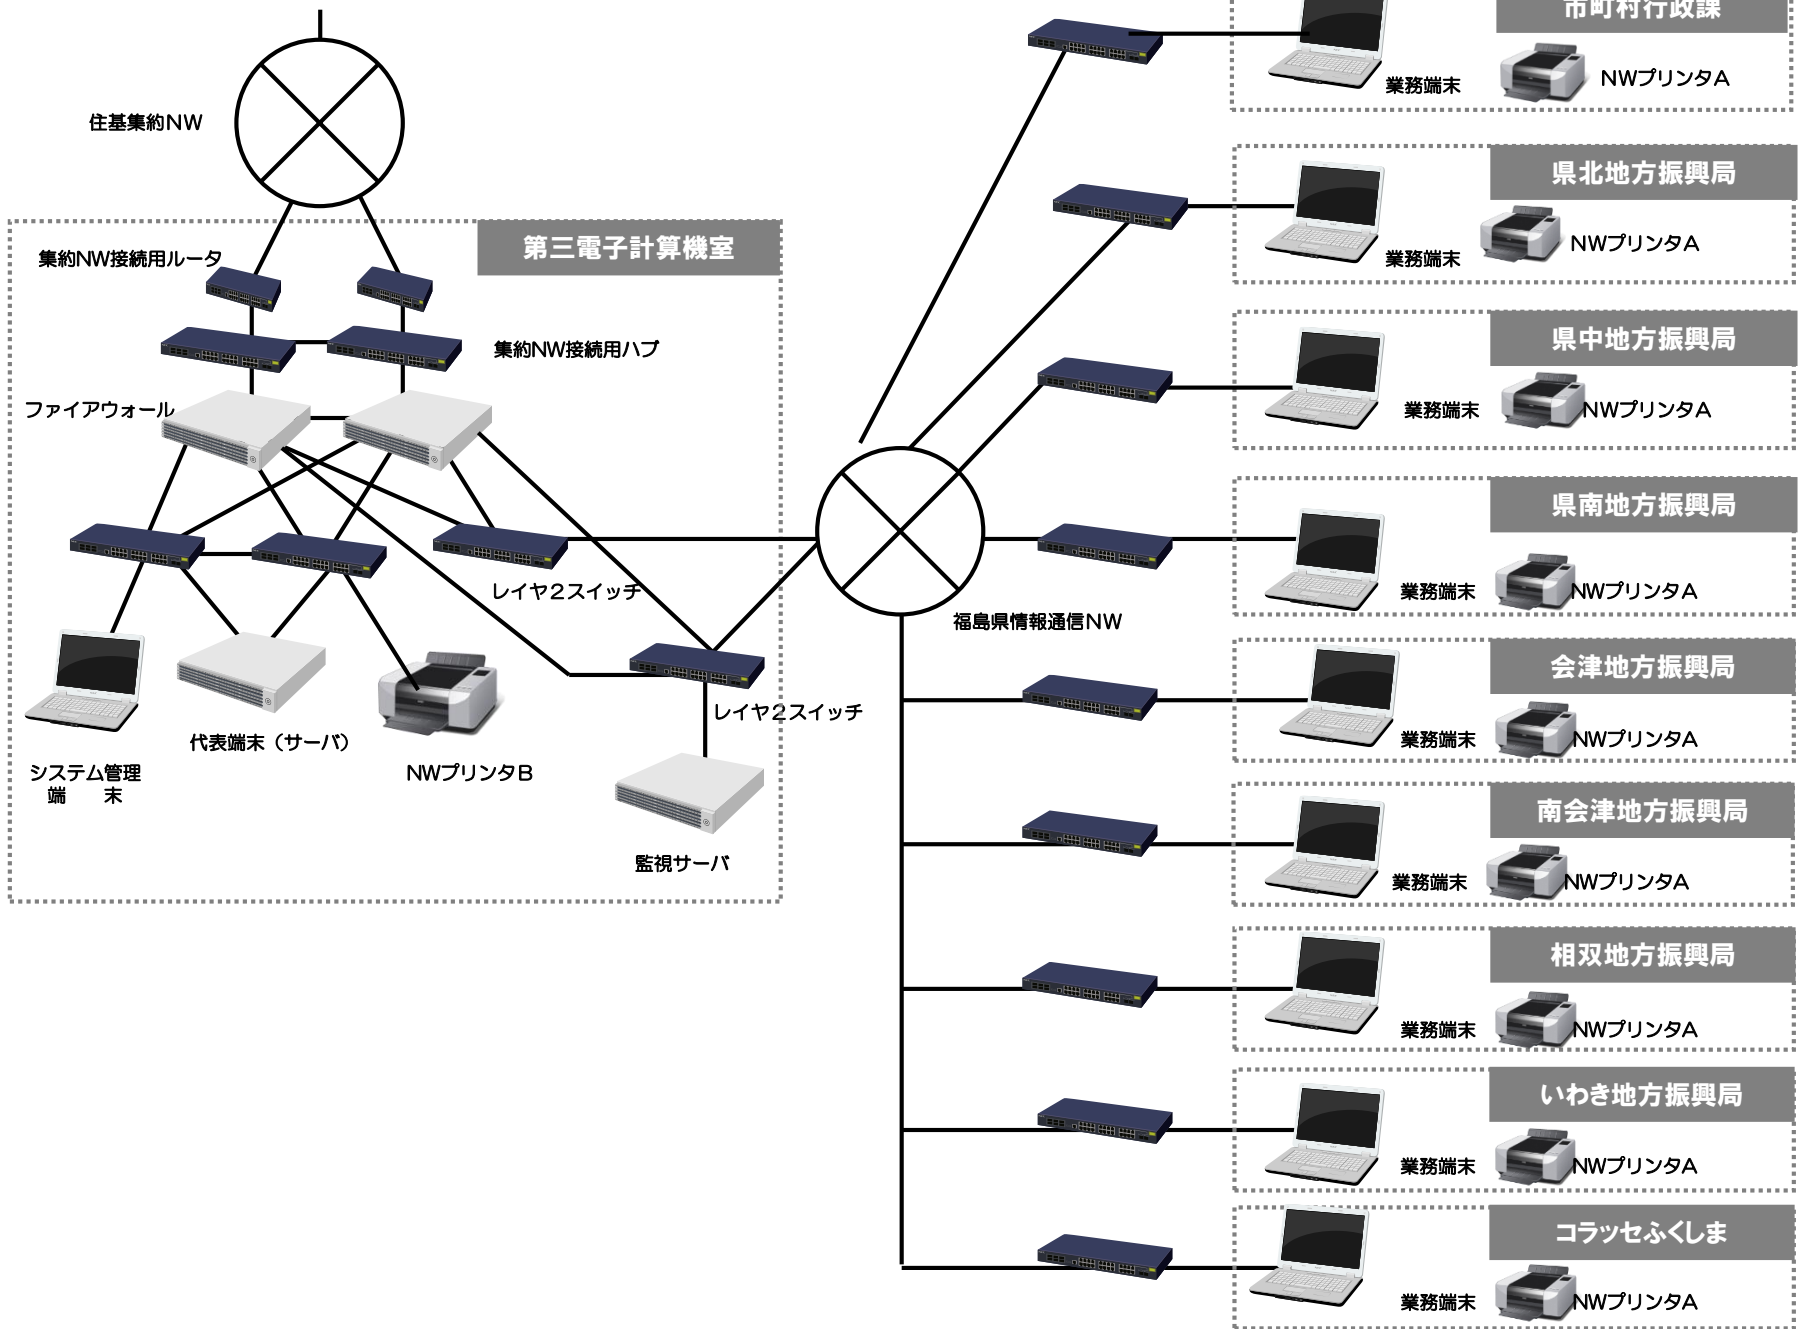 市町村行政課
業務端末
NWプリンタA
住基集約NW
県北地方振興局
業務端末
NWプリンタA
第三電子計算機室
集約NW接続用ルータ
集約NW接続用ハブ
ファイアウォール
県中地方振興局
業務端末
NWプリンタA
県南地方振興局
業務端末
NWプリンタA
レイヤ2スイッチ
福島県情報通信NW
会津地方振興局
業務端末
NWプリンタA
レイヤ2スイッチ
代表端末（サーバ）
システム管理
端　末
NWプリンタB
監視サーバ
南会津地方振興局
業務端末
NWプリンタA
相双地方振興局
業務端末
NWプリンタA
いわき地方振興局
業務端末
NWプリンタA
コラッセふくしま
業務端末
NWプリンタA